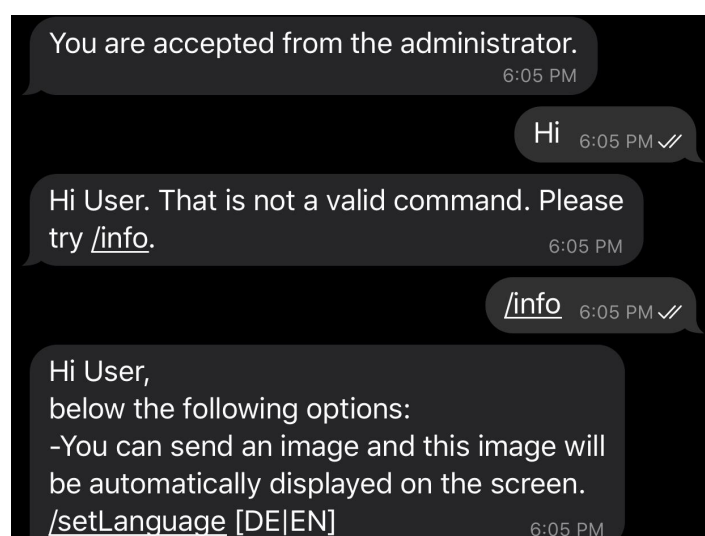 You are accepted from the administrator.
6:05 PM
Hi 6:05 PM
Hi User. That is not a valid command. Please
try /info. 6:05 PM
/info 6:05 PM
Hi User,
below the following options:
-You can send an image and this image will
be automatically displayed on the screen.
/setLanguage [DE|EN] 6:05 PM